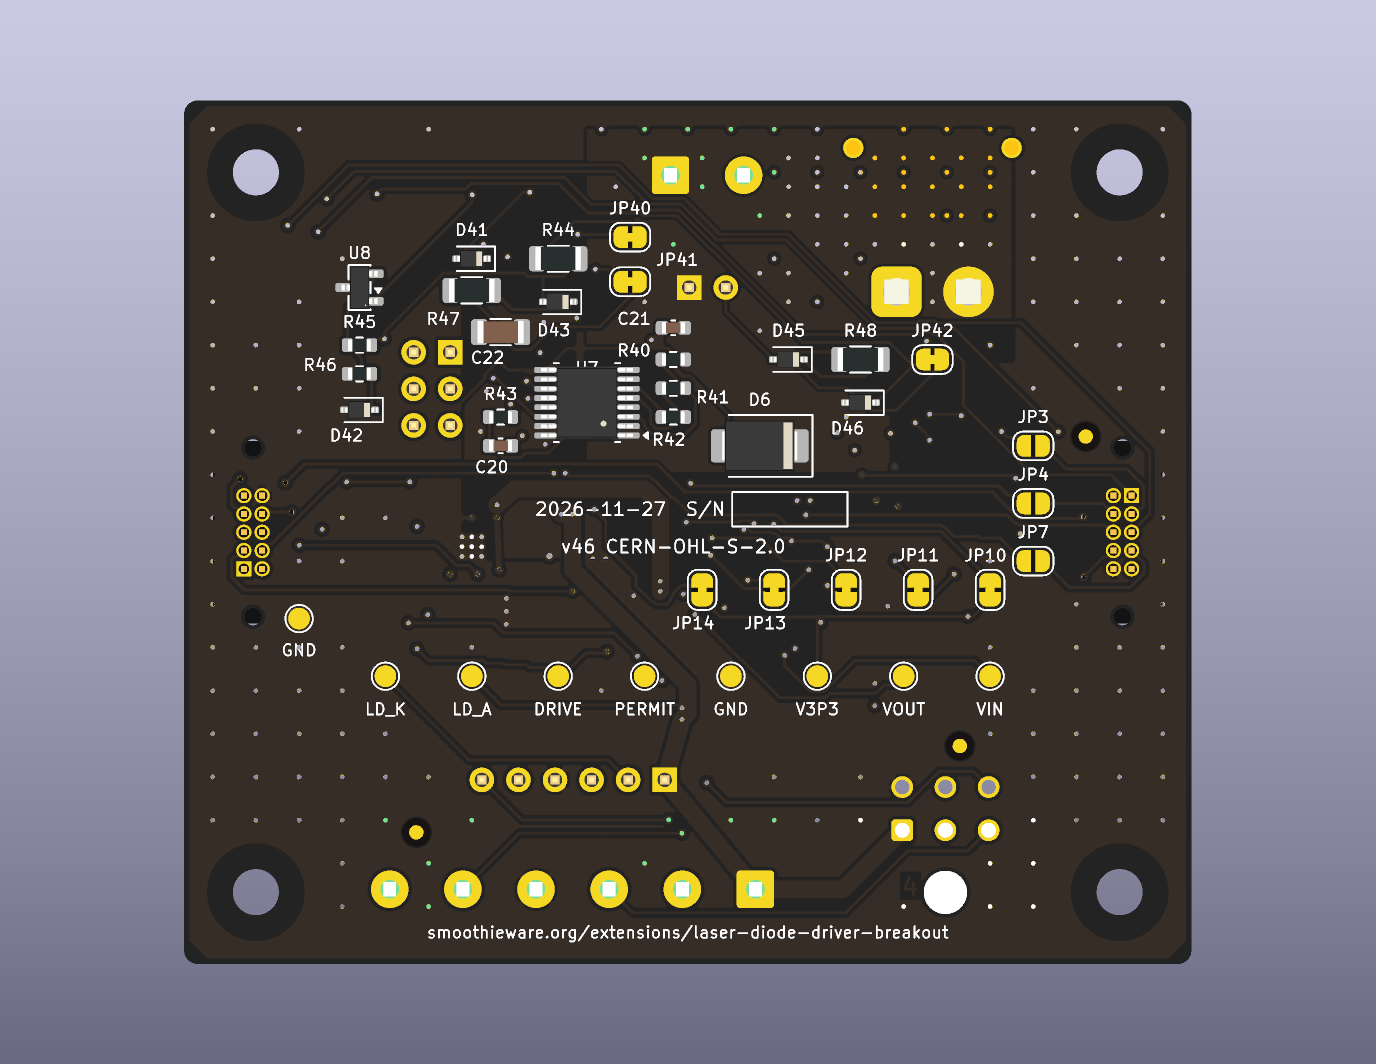 JP40
D41
R44
U8
JP41
R45
R47
D43
C21
D45
R48
JP42
R46
C22
R40
U7
R43
R41
D6
D42
R42
D46
JP3
C20
JP4
2026-11-27 S/N
JP7
v46 CERN-OHL-S-2.0
JP12
JP11
JP10
JP14
JP13
GND
LD_K
LD_A
DRIVE
PERMIT
GND
V3P3
VOUT
VIN
4
smoothieware.org/extensions/laser-diode-driver-breakout